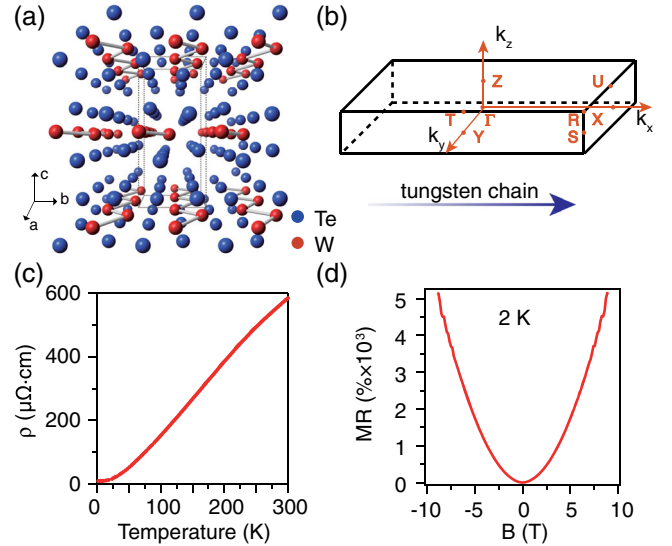 (a)
c
b
a
Te
W
(b)
k_z
Z
U
T
Γ
R
X
k_x
k_y
Y
S
tungsten chain
(c)
600
400
200
0
ρ (μΩ·cm)
0
100
200
300
Temperature (K)
(d)
2 K
5
4
3
2
1
0
MR (%×10³)
-10
-5
0
5
10
B (T)